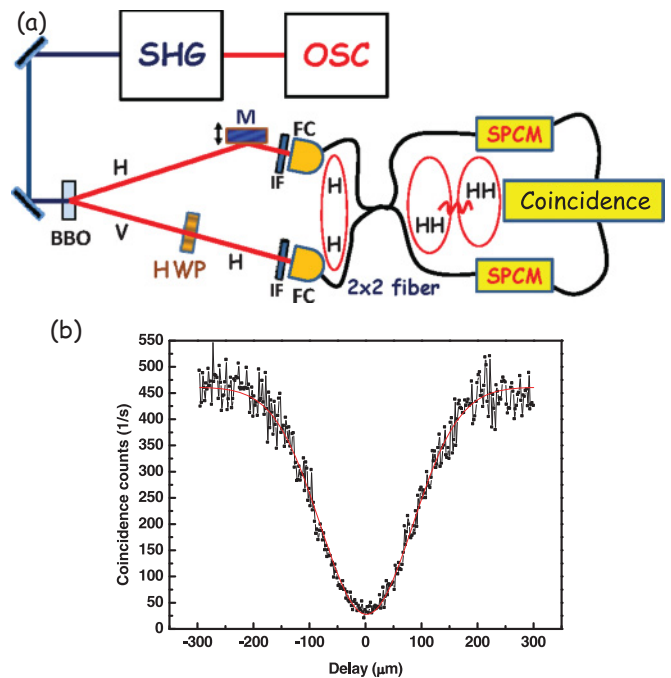 (a)
SHG
OSC
M
FC
H
IF
SPCM
H
HH
HH
Coincidence
BBO
V
H
HWP
H
IF
FC
2x2 fiber
SPCM
(b)
Coincidence counts (1/s)
550
500
450
400
350
300
250
200
150
100
50
0
-300
-200
-100
0
100
200
300
Delay (μm)